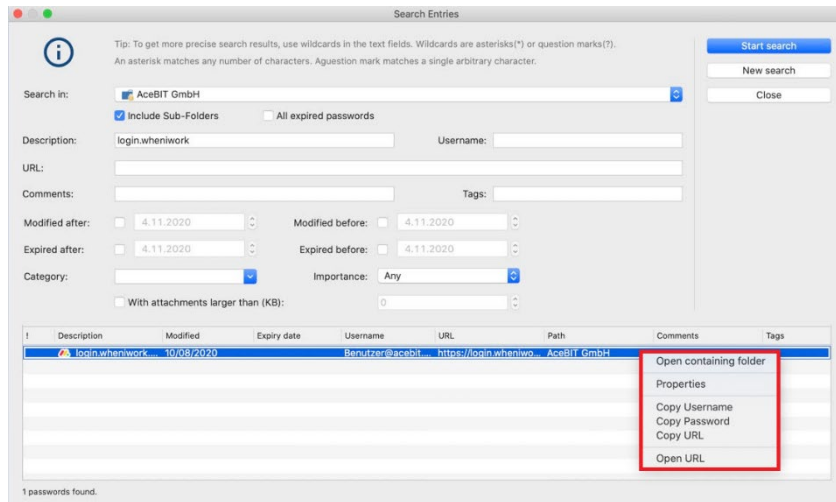 Search Entries
Tip: To get more precise search results, use wildcards in the text fields. Wildcards are asterisks(*) or question marks(?).
An asterisk matches any number of characters. Aguestion mark matches a single arbitrary character.
Start search
New search
Close
Search in: AceBIT GmbH
Include Sub-Folders All expired passwords
Description: login.wheniwork Username:
URL:
Comments: Tags:
Modified after: 4.11.2020 Modified before: 4.11.2020
Expired after: 4.11.2020 Expired before: 4.11.2020
Category: Importance: Any
With attachments larger than (KB): 0
! Description Modified Expiry date Username URL Path Comments Tags
login.wheniwork.... 10/08/2020 Benutzer@acebit.... https://login.wheniwo... AceBIT GmbH
Open containing folder
Properties
Copy Username
Copy Password
Copy URL
Open URL
1 passwords found.